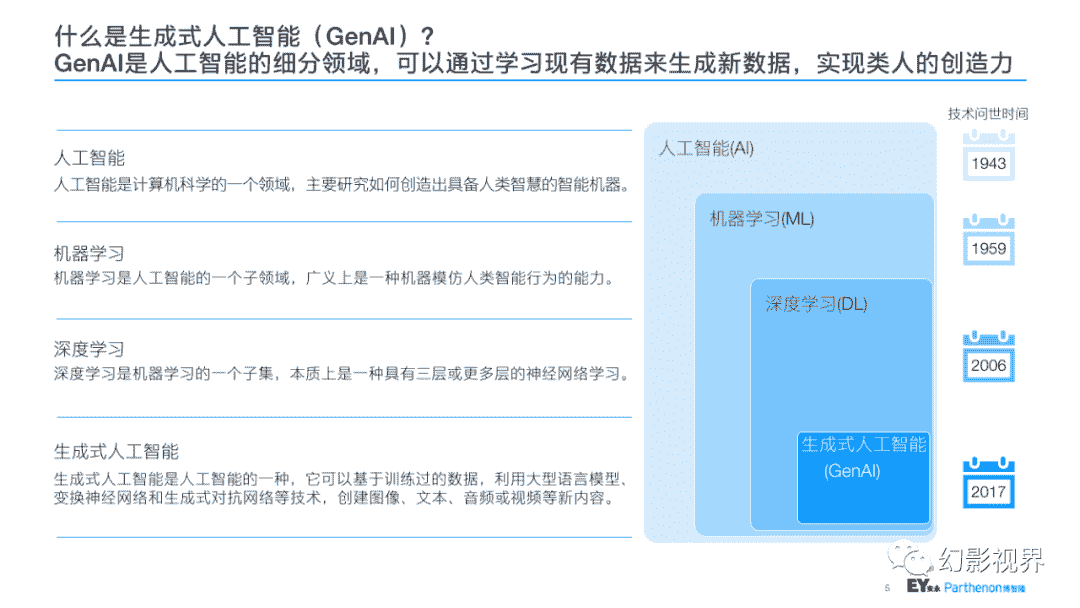 什么是生成式人工智能（GenAI）?
GenAI是人工智能的细分领域，可以通过学习现有数据来生成新数据，实现类人的创造力
人工智能
人工智能是计算机科学的一个领域，主要研究如何创造出具备人类智慧的智能机器。
机器学习
机器学习是人工智能的一个子领域，广义上是一种机器模仿人类智能行为的能力。
深度学习
深度学习是机器学习的一个子集，本质上是一种具有三层或更多层的神经网络学习。
生成式人工智能
生成式人工智能是人工智能的一种，它可以基于训练过的数据，利用大型语言模型、
变换神经网络和生成式对抗网络等技术，创建图像、文本、音频或视频等新内容。
人工智能(AI)
机器学习(ML)
深度学习(DL)
生成式人工智能
(GenAI)
技术问世时间
1943
1959
2006
2017
幻影视界
5
EY安永 Parthenon博智隆